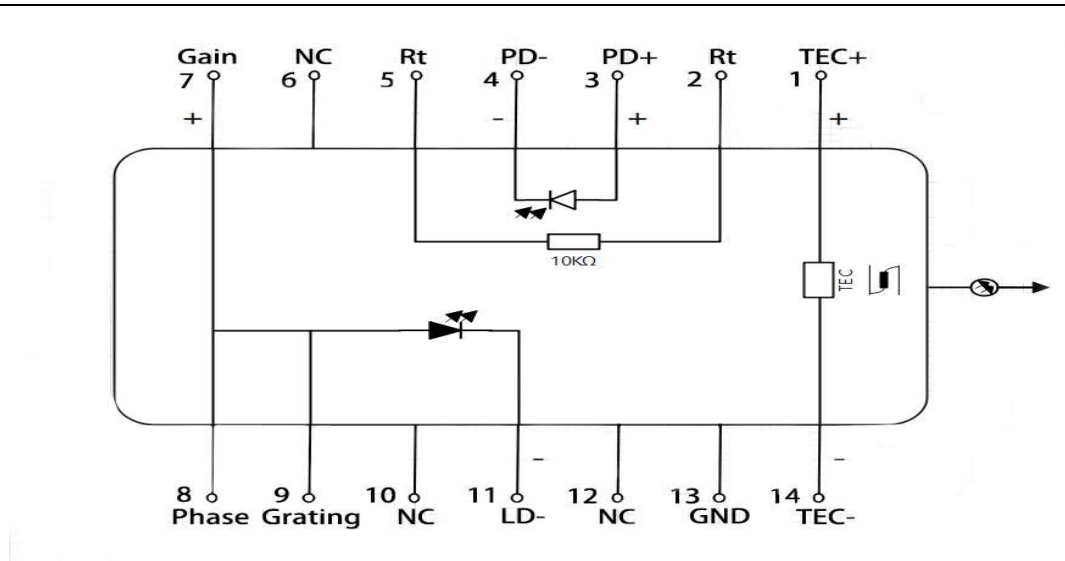 Gain NC Rt PD- PD+ Rt TEC+
7 6 5 4 3 2 1
+ - + +
10KΩ
TEC
- -
8 9 10 11 12 13 14
Phase Grating NC LD- NC GND TEC-